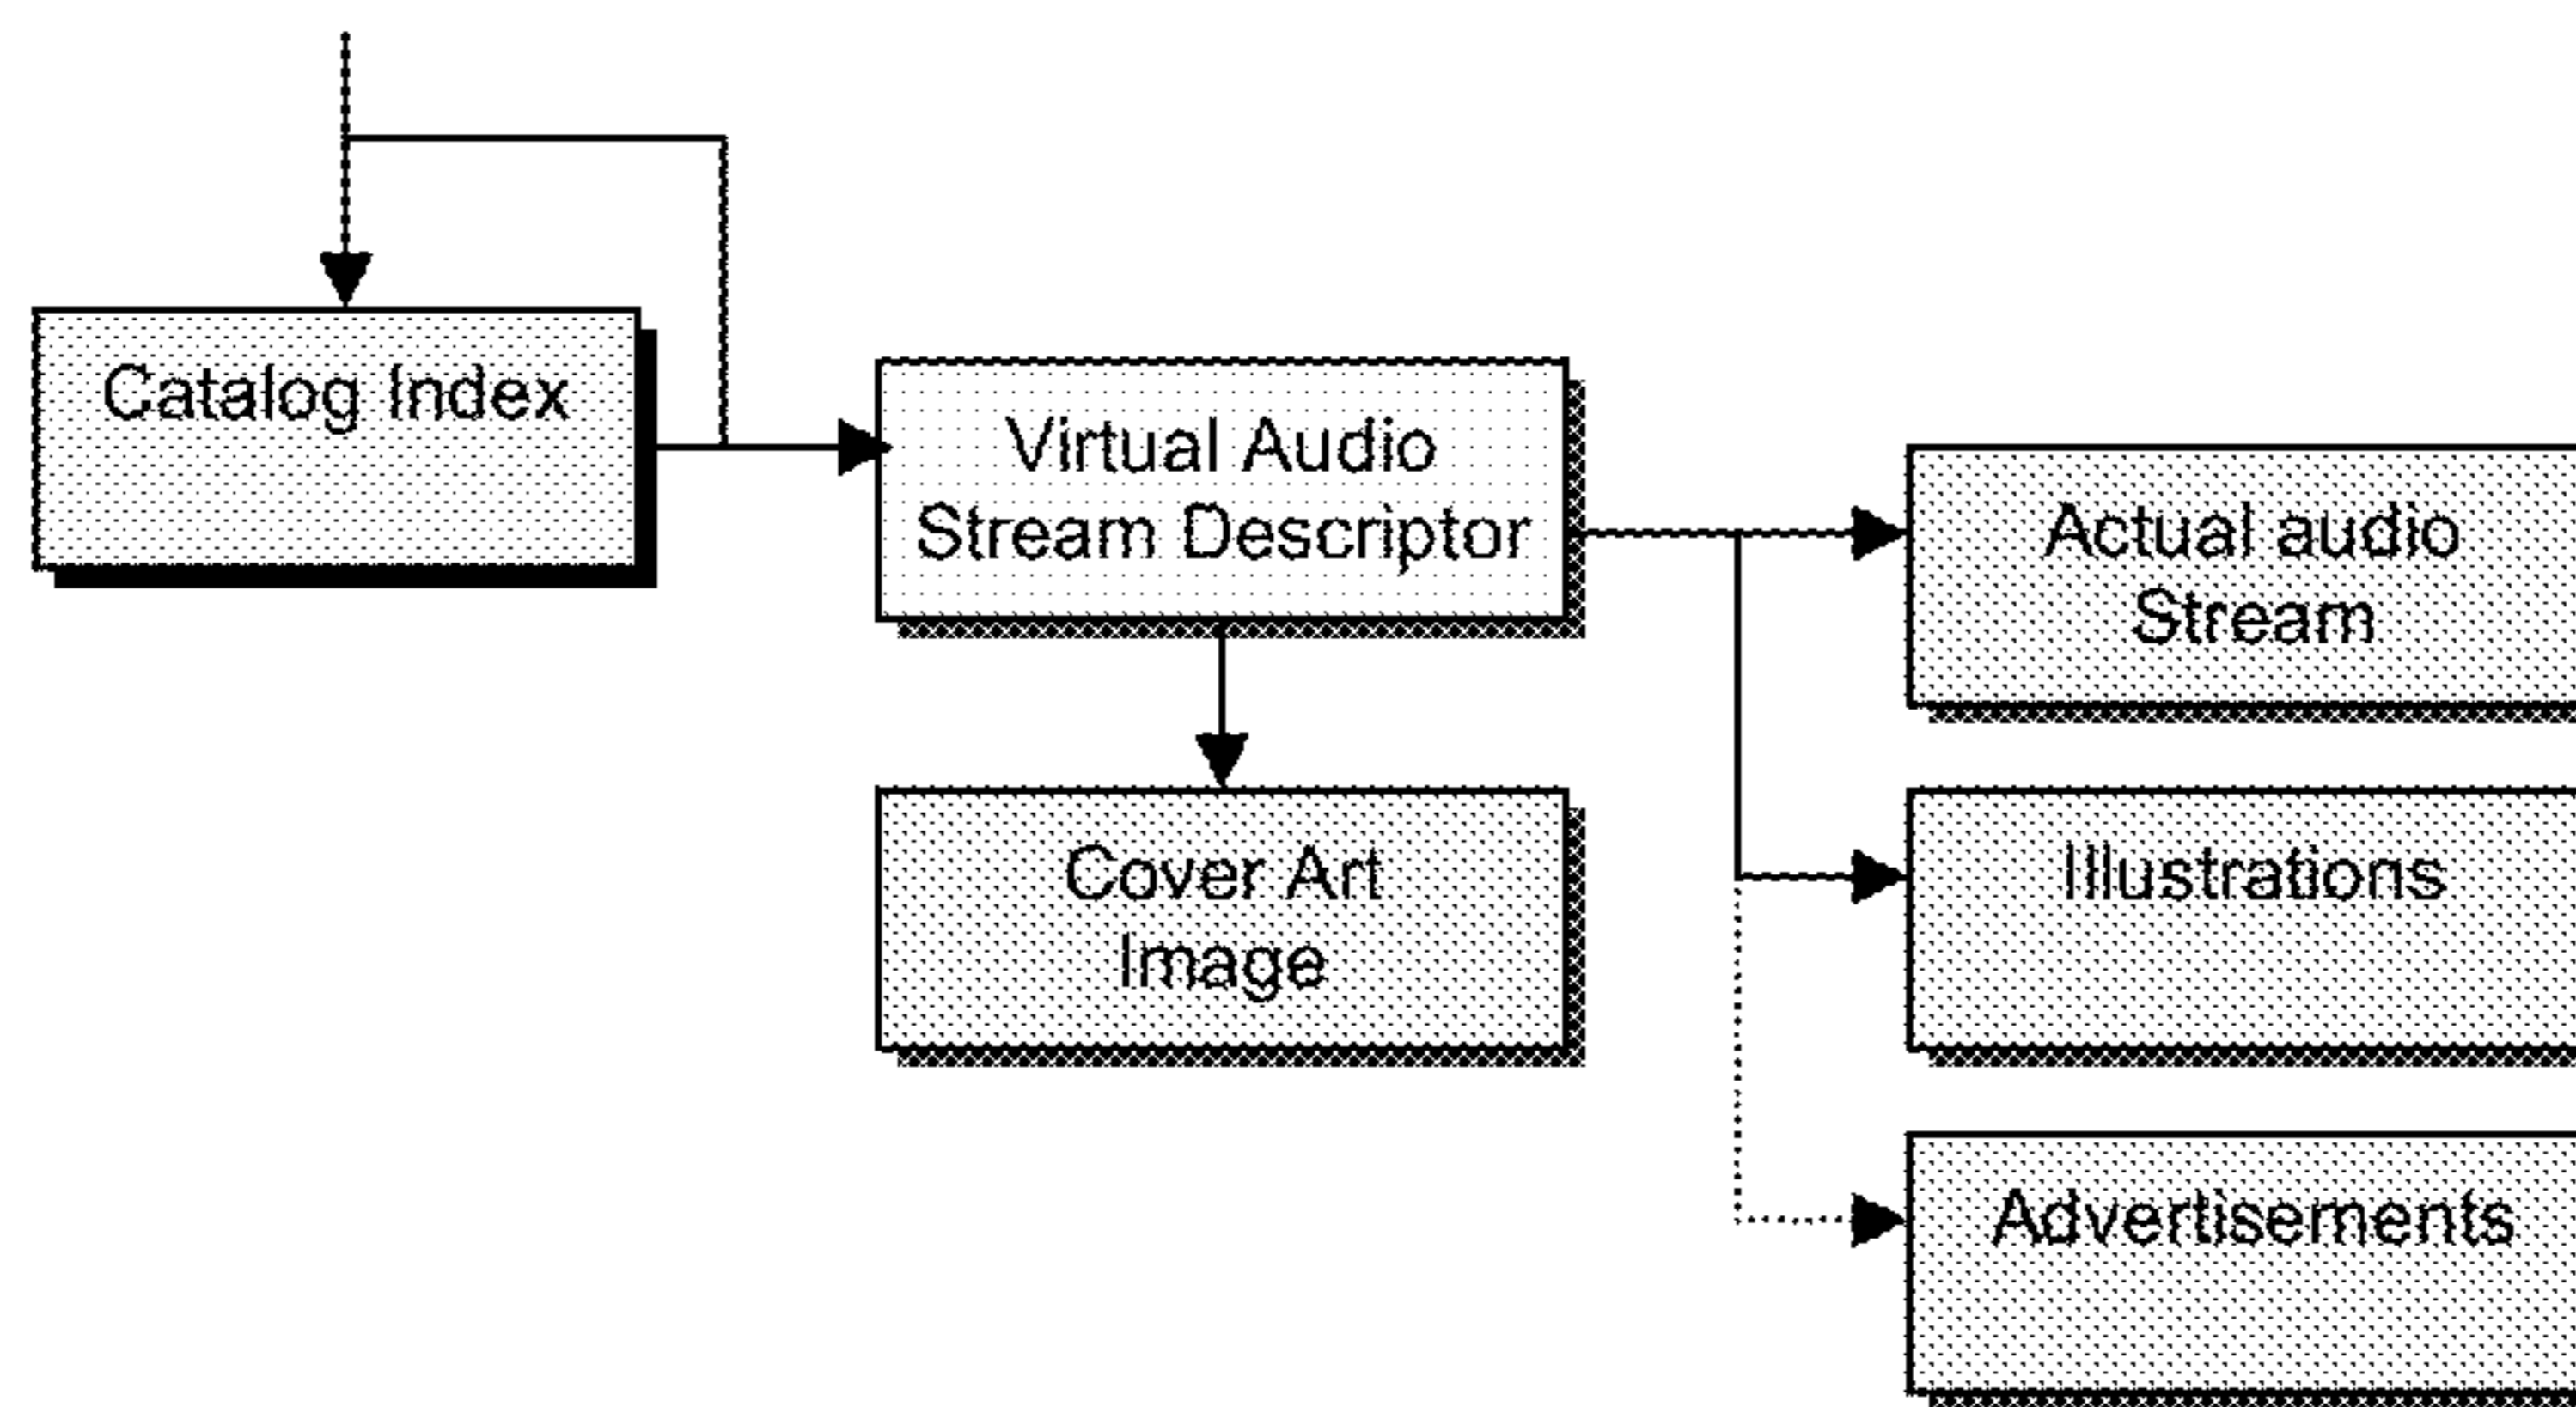 Catalog Index
Virtual Audio
Stream Descriptor
Actual audio
Stream
Cover Art
Image
Illustrations
Advertisements